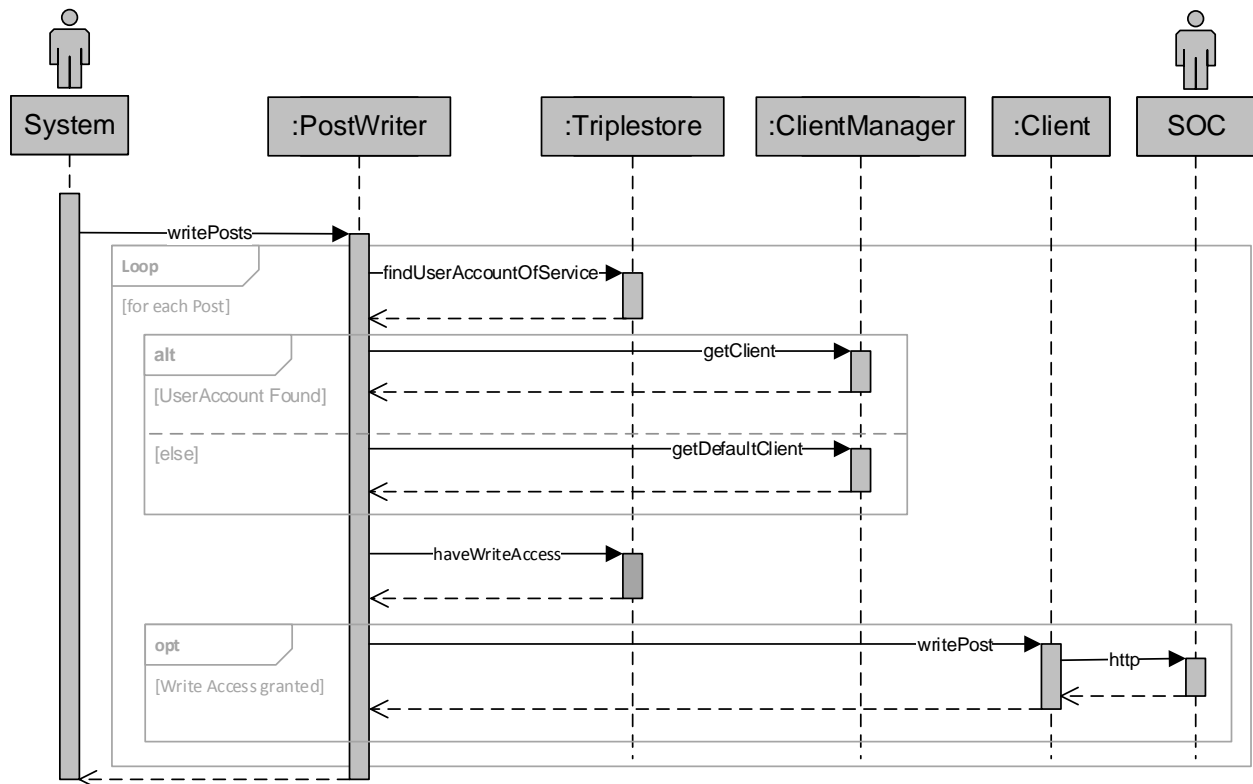 System
:PostWriter
:Triplestore
:ClientManager
:Client
SOC
writePosts
Loop
findUserAccountOfService
[for each Post]
alt
getClient
[UserAccount Found]
[else]
getDefaultClient
haveWriteAccess
opt
writePost
http
[Write Access granted]